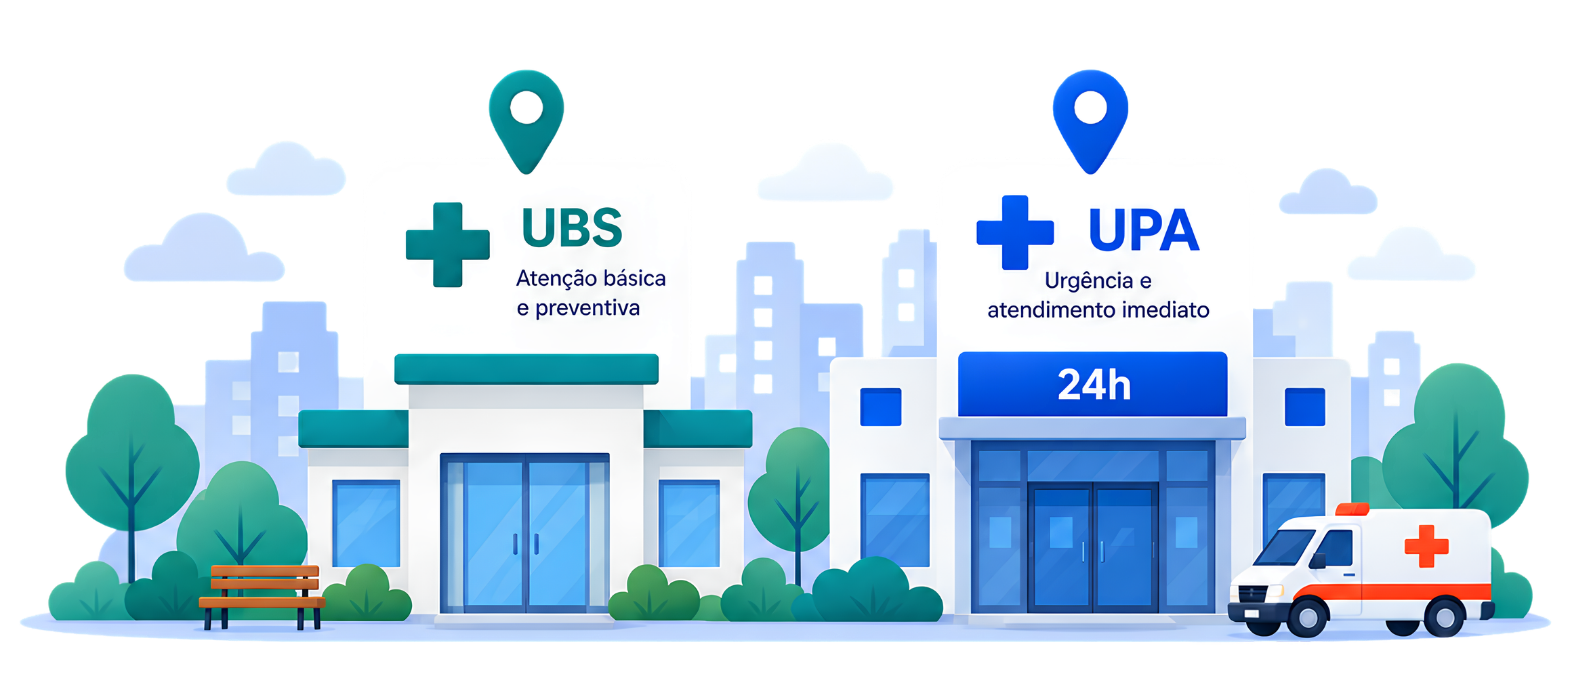 UBS
Atenção básica
e preventiva
UPA
Urgência e
atendimento imediato
24h